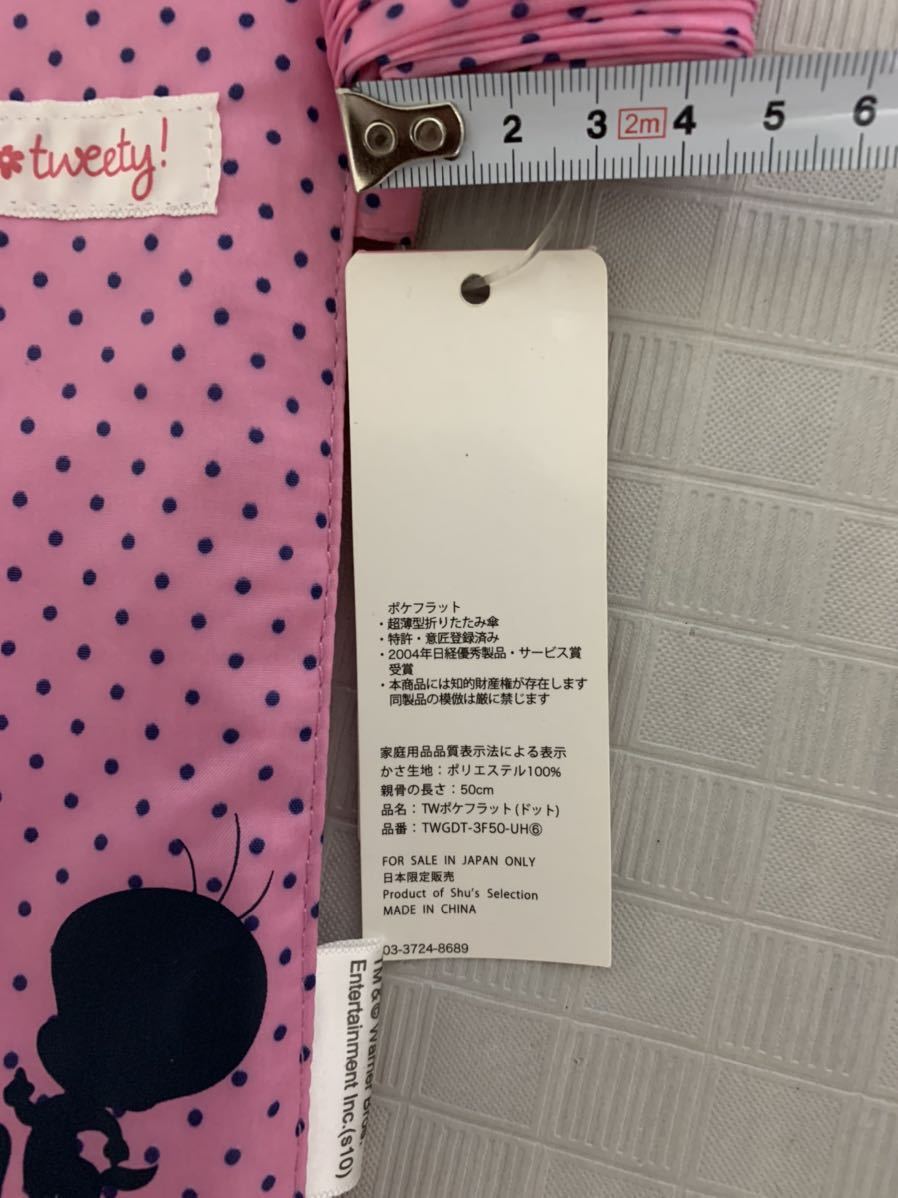 tweety!
2 3 2m 4 5 6
ポケフラット
・超薄型折りたたみ傘
・特許・意匠登録済み
・2004年日経優秀製品・サービス賞
受賞
・本商品には知的財産権が存在します
同製品の模倣は厳に禁じます
家庭用品品質表示法による表示
かさ生地：ポリエステル100%
親骨の長さ：50cm
品名：TWポケフラット(ドット)
品番：TWGDT-3F50-UH⑥
FOR SALE IN JAPAN ONLY
日本限定販売
Product of Shu's Selection
MADE IN CHINA
03-3724-8689
TM & © Warner Bros.
Entertainment Inc.(s10)